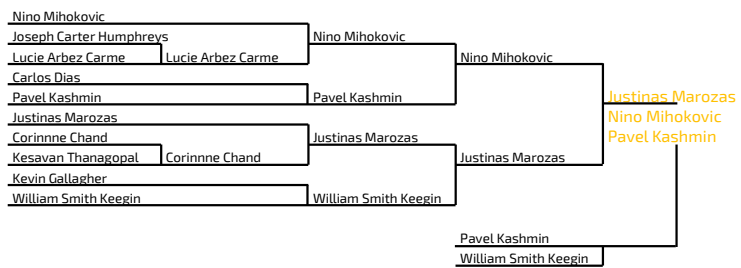 Nino Mihokovic
Joseph Carter Humphreys
Nino Mihokovic
Lucie Arbez Carme
Lucie Arbez Carme
Nino Mihokovic
Carlos Dias
Pavel Kashmin
Pavel Kashmin
Justinas Marozas
Nino Mihokovic
Pavel Kashmin
Justinas Marozas
Corinnne Chand
Justinas Marozas
Kesavan Thanagopal
Corinnne Chand
Justinas Marozas
Kevin Gallagher
William Smith Keegin
William Smith Keegin
Pavel Kashmin
William Smith Keegin